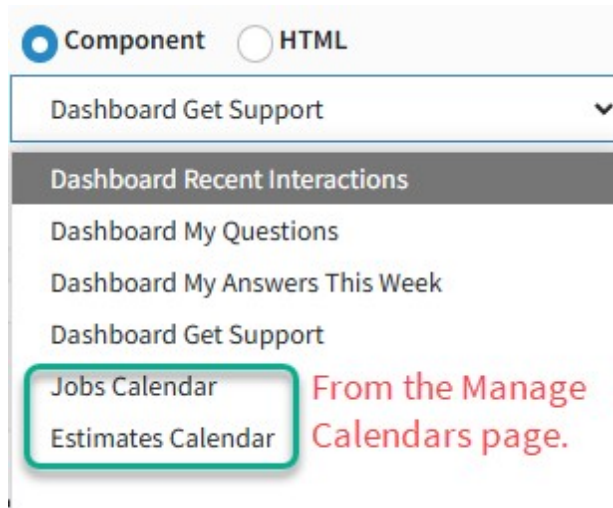 Component HTML
Dashboard Get Support
Dashboard Recent Interactions
Dashboard My Questions
Dashboard My Answers This Week
Dashboard Get Support
Jobs Calendar
Estimates Calendar
From the Manage
Calendars page.